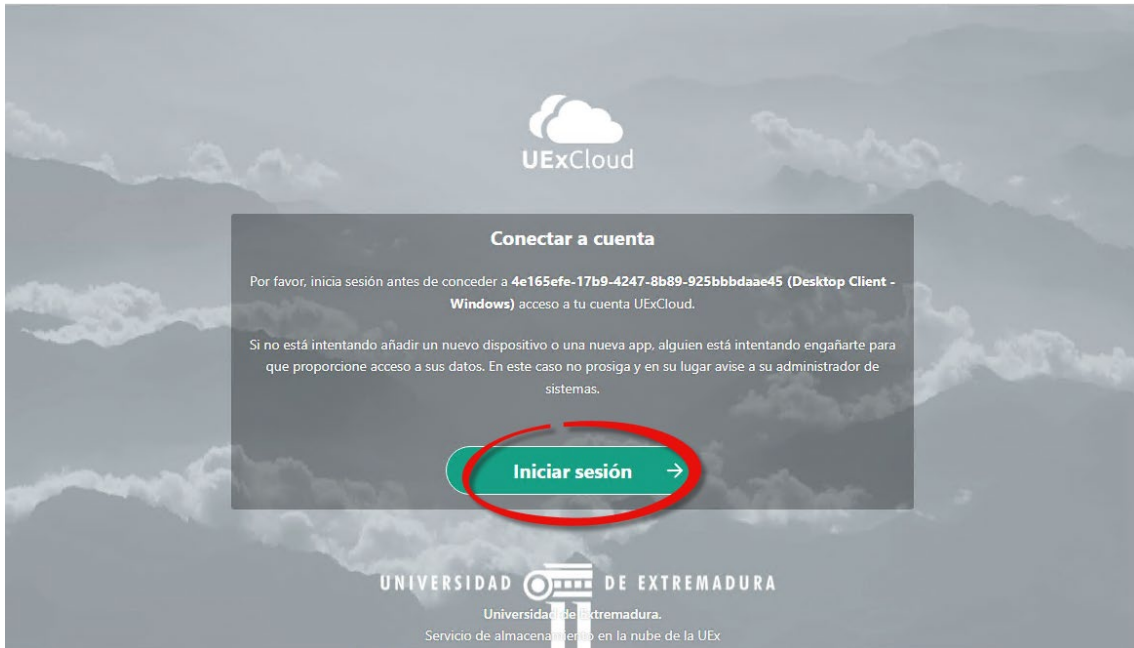 UExCloud
Conectar a cuenta
Por favor, inicia sesión antes de conceder a 4e165efe-17b9-4247-8b89-925bbbdaae45 (Desktop Client -
Windows) acceso a tu cuenta UExCloud.
Si no está intentando añadir un nuevo dispositivo o una nueva app, alguien está intentando engañarte para
que proporcione acceso a sus datos. En este caso no prosiga y en su lugar avise a su administrador de
sistemas.
Iniciar sesión →
UNIVERSIDAD DE EXTREMADURA
Universidad de Extremadura.
Servicio de almacenamiento en la nube de la UEx